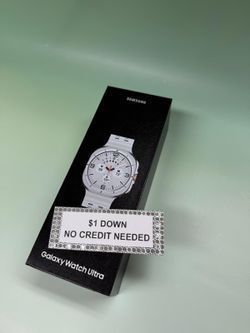 SAMSUNG
$1 DOWN
NO CREDIT NEEDED
Galaxy Watch Ultra